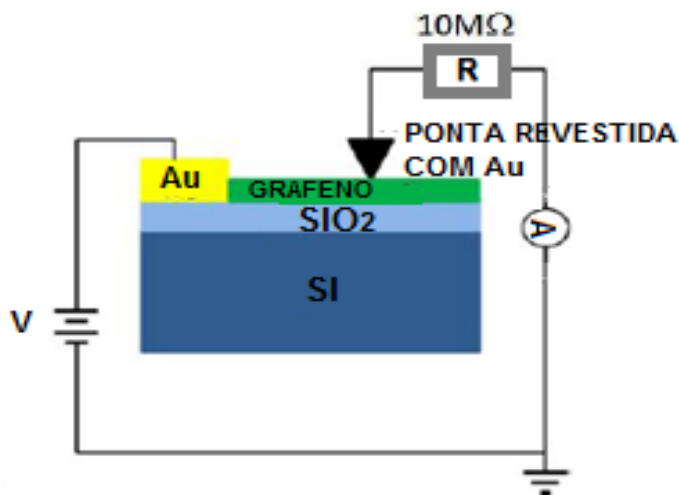 10MΩ
R
PONTA REVESTIDA
COM Au
Au
GRAFENO
SIO2
A
SI
V